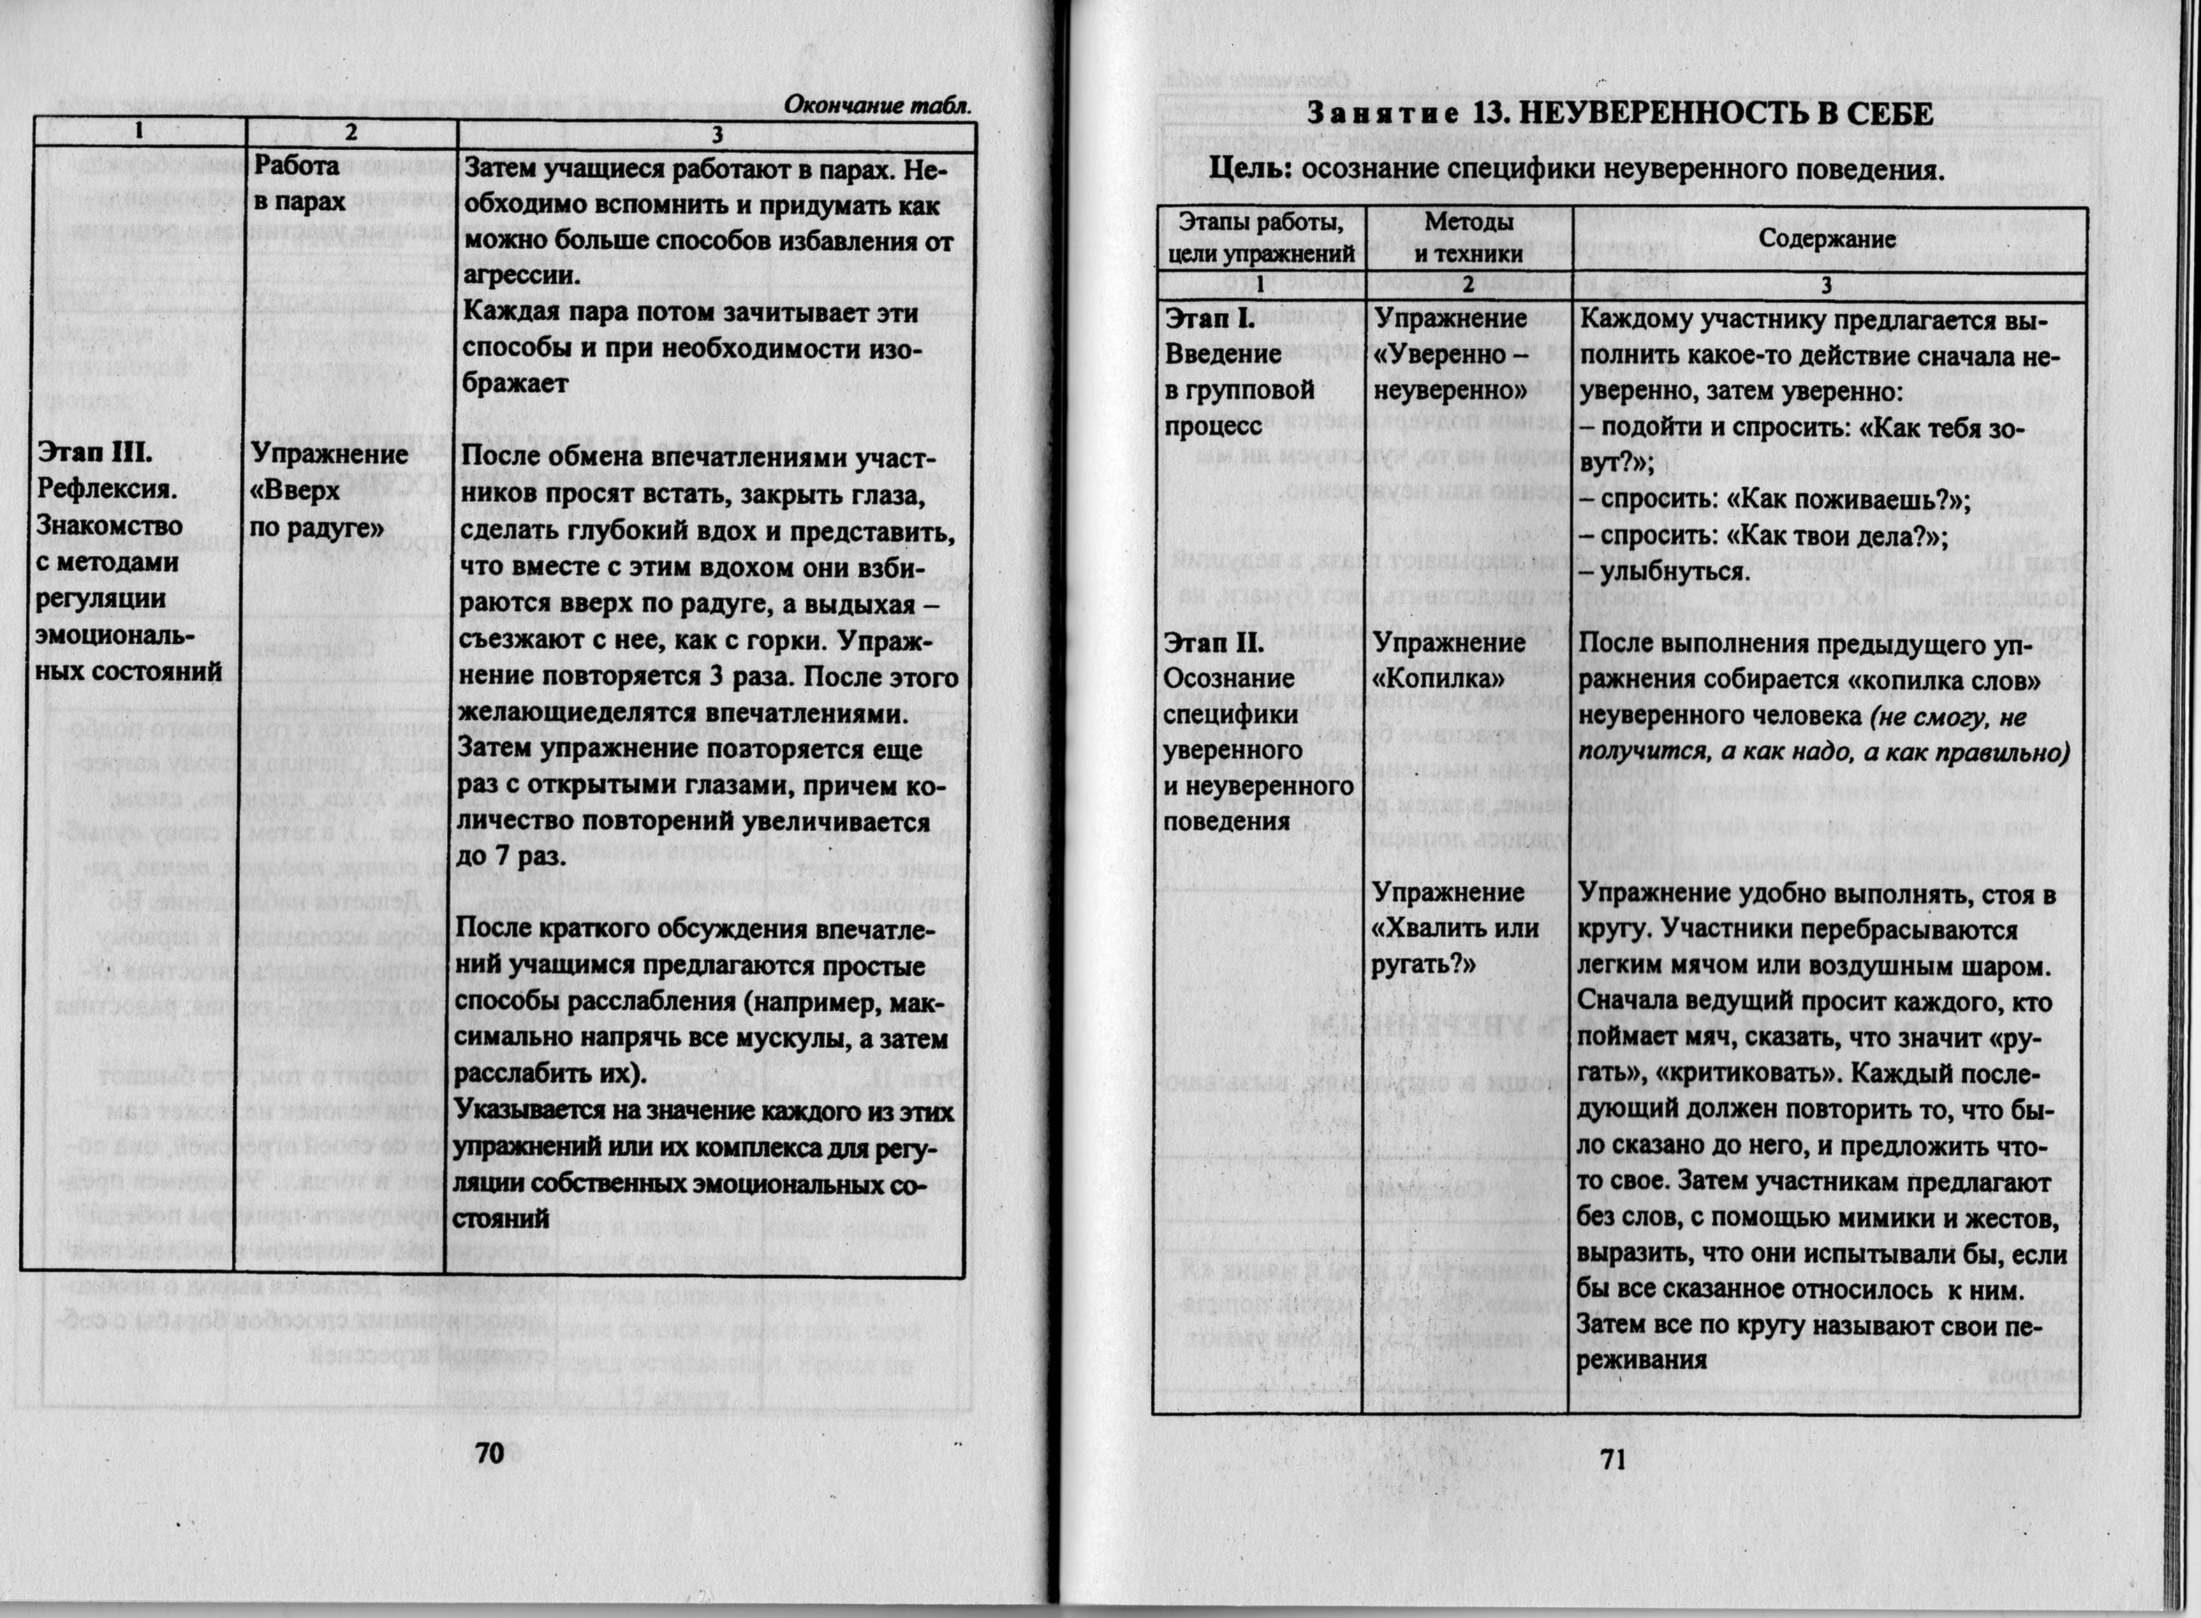 Окончание табл.
1
2
3
Работа
в парах
Затем учащиеся работают в парах. Не-
обходимо вспомнить и придумать как
можно больше способов избавления от
агрессии.
Каждая пара потом зачитывает эти
способы и при необходимости изо-
бражает
Этап III.
Рефлексия.
Знакомство
с методами
регуляции
эмоциональ-
ных состояний
Упражнение
«Вверх
по радуге»
После обмена впечатлениями участ-
ников просят встать, закрыть глаза,
сделать глубокий вдох и представить,
что вместе с этим вдохом они взби-
раются вверх по радуге, а выдыхая –
съезжают с нее, как с горки. Упраж-
нение повторяется 3 раза. После этого
желающиеделятся впечатлениями.
Затем упражнение повторяется еще
раз с открытыми глазами, причем ко-
личество повторений увеличивается
до 7 раз.
После краткого обсуждения впечатле-
ний учащимся предлагаются простые
способы расслабления (например, мак-
симально напрячь все мускулы, а затем
расслабить их).
Указывается на значение каждого из этих
упражнений или их комплекса для регу-
ляции собственных эмоциональных со-
стояний
70
Занятие 13. НЕУВЕРЕННОСТЬ В СЕБЕ
Цель: осознание специфики неуверенного поведения.
Этапы работы,
цели упражнений
Методы
и техники
Содержание
1
2
3
Этап I.
Введение
в групповой
процесс
Упражнение
«Уверенно –
неуверенно»
Каждому участнику предлагается вы-
полнить какое-то действие сначала не-
уверенно, затем уверенно:
– подойти и спросить: «Как тебя зо-
вут?»;
– спросить: «Как поживаешь?»;
– спросить: «Как твои дела?»;
– улыбнуться.
Этап II.
Осознание
специфики
уверенного
и неуверенного
поведения
Упражнение
«Копилка»
После выполнения предыдущего уп-
ражнения собирается «копилка слов»
неуверенного человека (не смогу, не
получится, а как надо, а как правильно)
Упражнение
«Хвалить или
ругать?»
Упражнение удобно выполнять, стоя в
кругу. Участники перебрасываются
легким мячом или воздушным шаром.
Сначала ведущий просит каждого, кто
поймает мяч, сказать, что значит «ру-
гать», «критиковать». Каждый после-
дующий должен повторить то, что бы-
ло сказано до него, и предложить что-
то свое. Затем участникам предлагают
без слов, с помощью мимики и жестов,
выразить, что они испытывали бы, если
бы все сказанное относилось к ним.
Затем все по кругу называют свои пе-
реживания
71